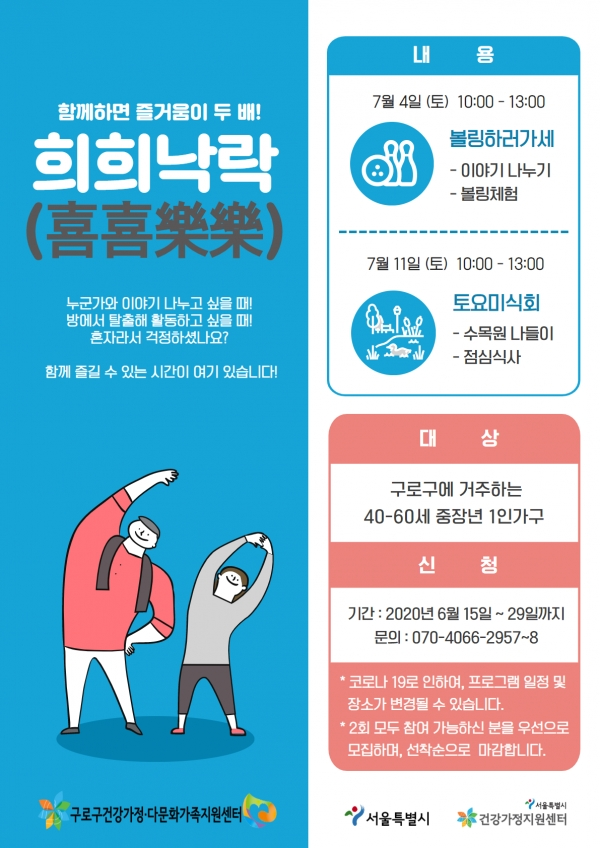 함께하면 즐거움이 두 배!
희희낙락
(喜喜樂樂)
누군가와 이야기 나누고 싶을 때!
방에서 탈출해 활동하고 싶을 때!
혼자라서 걱정하셨나요?
함께 즐길 수 있는 시간이 여기 있습니다!
구로구건강가정·다문화가족지원센터
내 용
7월 4일 (토) 10:00 - 13:00
볼링하러가세
- 이야기 나누기
- 볼링체험
7월 11일 (토) 10:00 - 13:00
토요미식회
- 수목원 나들이
- 점심식사
대 상
구로구에 거주하는
40-60세 중장년 1인가구
신 청
기간 : 2020년 6월 15일 ~ 29일까지
문의 : 070-4066-2957~8
* 코로나 19로 인하여, 프로그램 일정 및
장소가 변경될 수 있습니다.
* 2회 모두 참여 가능하신 분을 우선으로
모집하며, 선착순으로 마감합니다.
서울특별시
서울특별시
건강가정지원센터